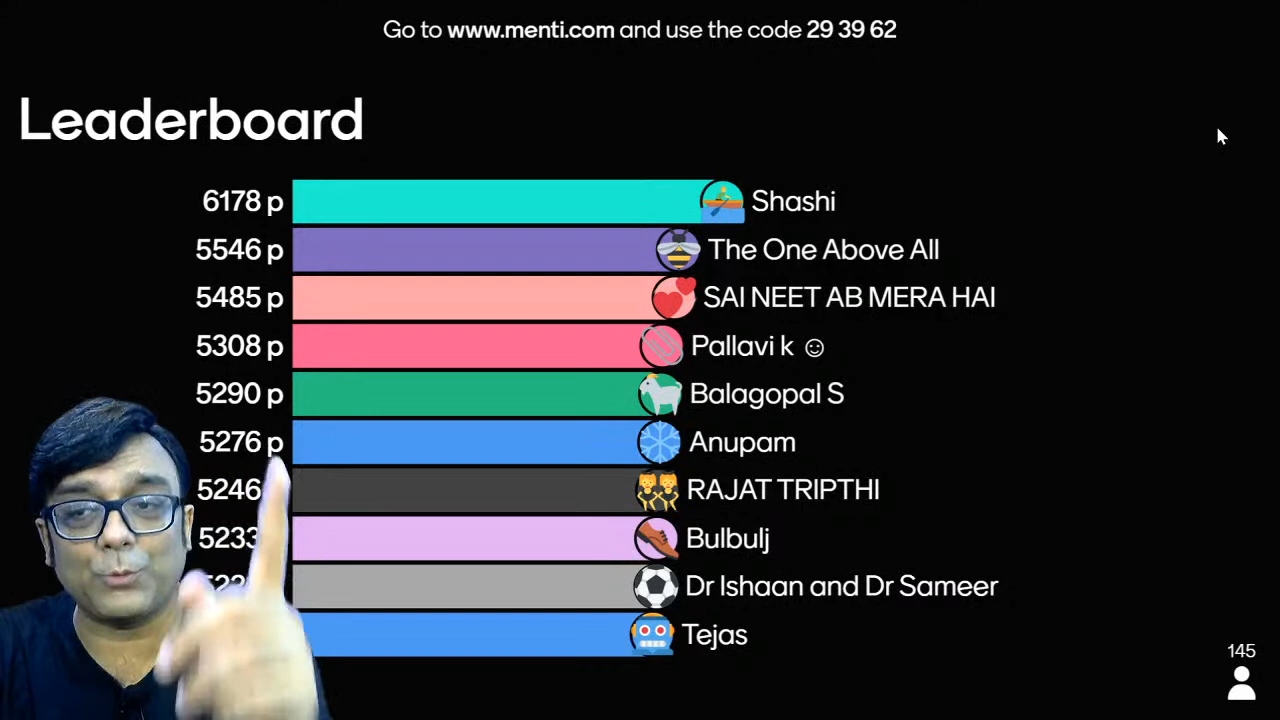 Go to www.menti.com and use the code 29 39 62
Leaderboard
6178 p Shashi
5546 p The One Above All
5485 p SAI NEET AB MERA HAI
5308 p Pallavi k ☺
5290 p Balagopal S
5276 p Anupam
5246 RAJAT TRIPTHI
5233 Bulbulj
Dr Ishaan and Dr Sameer
Tejas
145